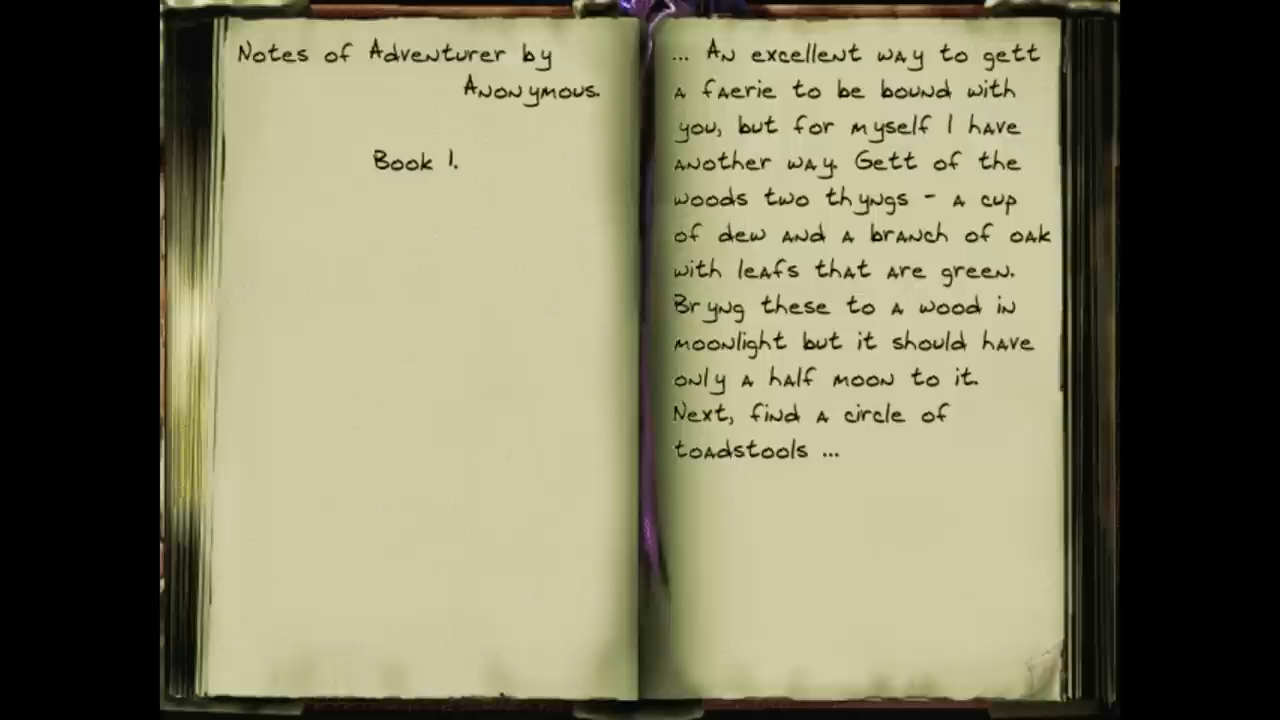 Notes of Adventurer by
Anonymous.
Book 1.
... An excellent way to gett
a faerie to be bound with
you, but for myself I have
another way. Gett of the
woods two thyngs - a cup
of dew and a branch of oak
with leafs that are green.
Bryng these to a wood in
moonlight but it should have
only a half moon to it.
Next, find a circle of
toadstools ...